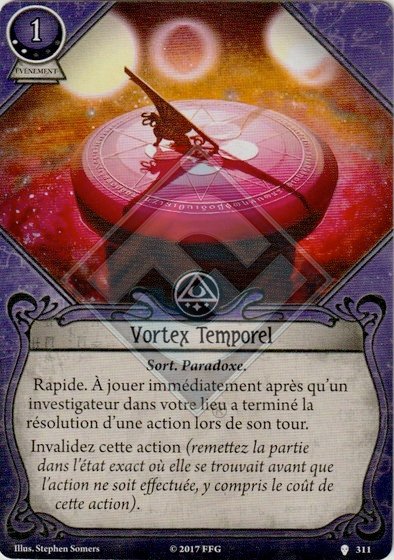 1
ÉVÈNEMENT
Vortex Temporel
Sort. Paradoxe.
Rapide. À jouer immédiatement après qu'un
investigateur dans votre lieu a terminé la
résolution d'une action lors de son tour.
Invalidez cette action (remettez la partie
dans l'état exact où elle se trouvait avant que
l'action ne soit effectuée, y compris le coût de
cette action).
Illus. Stephen Somers © 2017 FFG 311